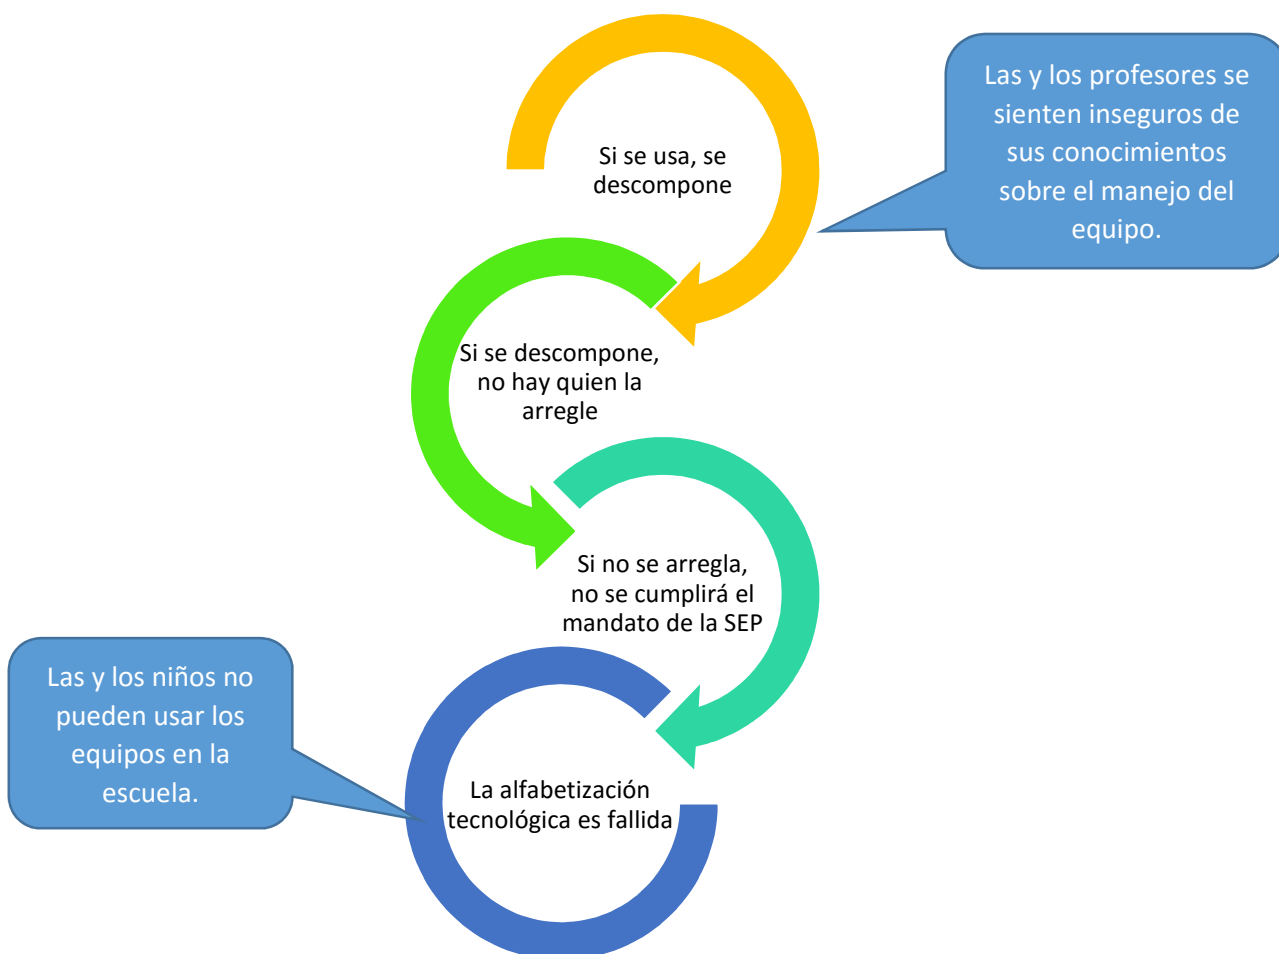 Si se usa, se
descompone
Las y los profesores se
sienten inseguros de
sus conocimientos
sobre el manejo del
equipo.
Si se descompone,
no hay quien la
arregle
Si no se arregla,
no se cumplirá el
mandato de la SEP
Las y los niños no
pueden usar los
equipos en la
escuela.
La alfabetización
tecnológica es fallida